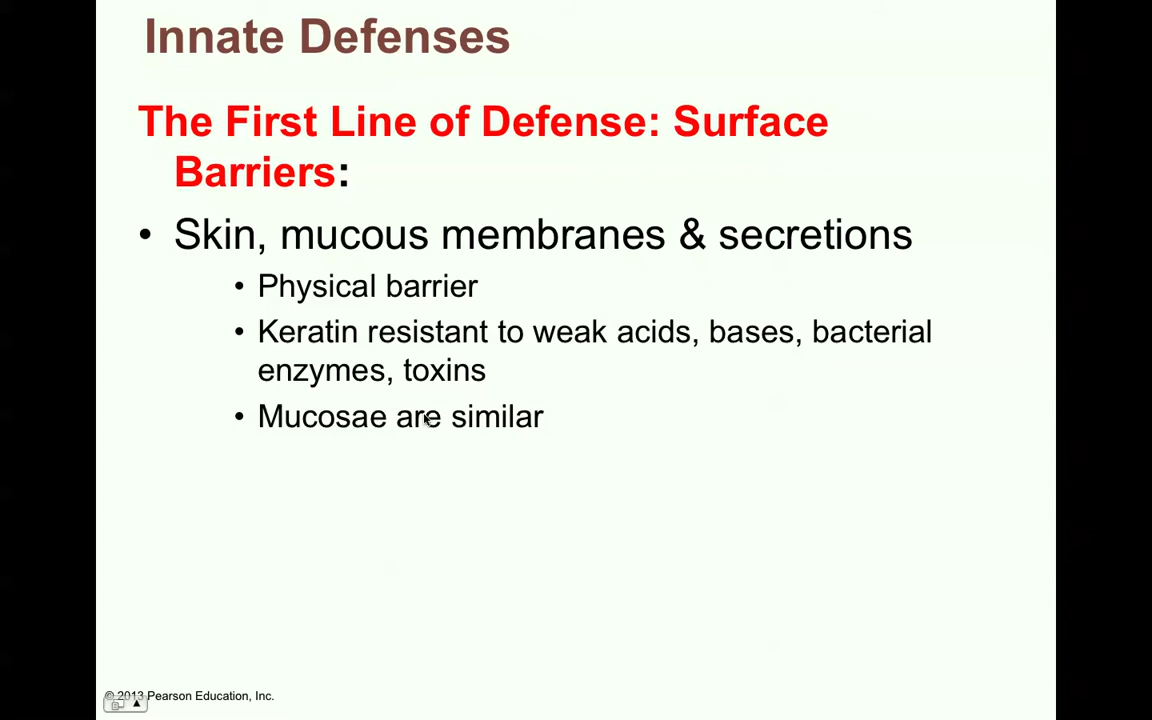 Innate Defenses
The First Line of Defense: Surface
Barriers:
• Skin, mucous membranes & secretions
• Physical barrier
• Keratin resistant to weak acids, bases, bacterial
enzymes, toxins
• Mucosae are similar
© 2013 Pearson Education, Inc.